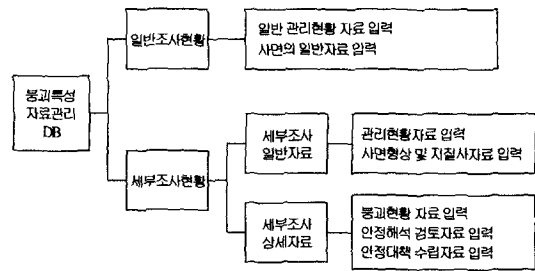 붕괴특성
자료관리
DB
일반조사현황
일반 관리현황 자료 입력
사면의 일반자료 입력
세부조사현황
세부조사
일반자료
관리현황자료 입력
사면형상 및 지질사자료 입력
세부조사
상세자료
붕괴현황 자료 입력
안정해석 검토자료 입력
안정대책 수립자료 입력